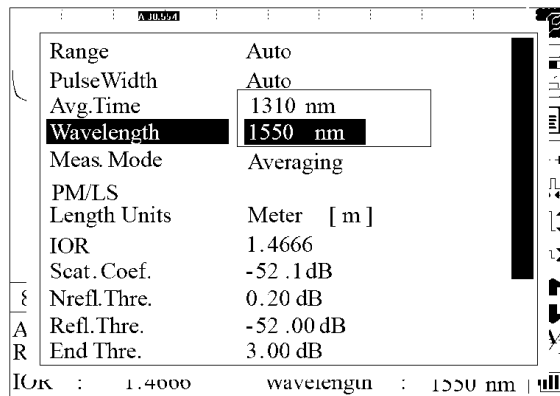 Range Auto
PulseWidth Auto
Avg.Time 1310 nm
Wavelength 1550 nm
Meas. Mode Averaging
PM/LS
Length Units Meter [ m ]
IOR 1.4666
Scat. Coef. -52 .1dB
Nrefl.Thre. 0.20 dB
Refl.Thre. -52 .00 dB
End Thre. 3.00 dB
A
R
IOR : 1.4666 Wavelength : 1550 nm